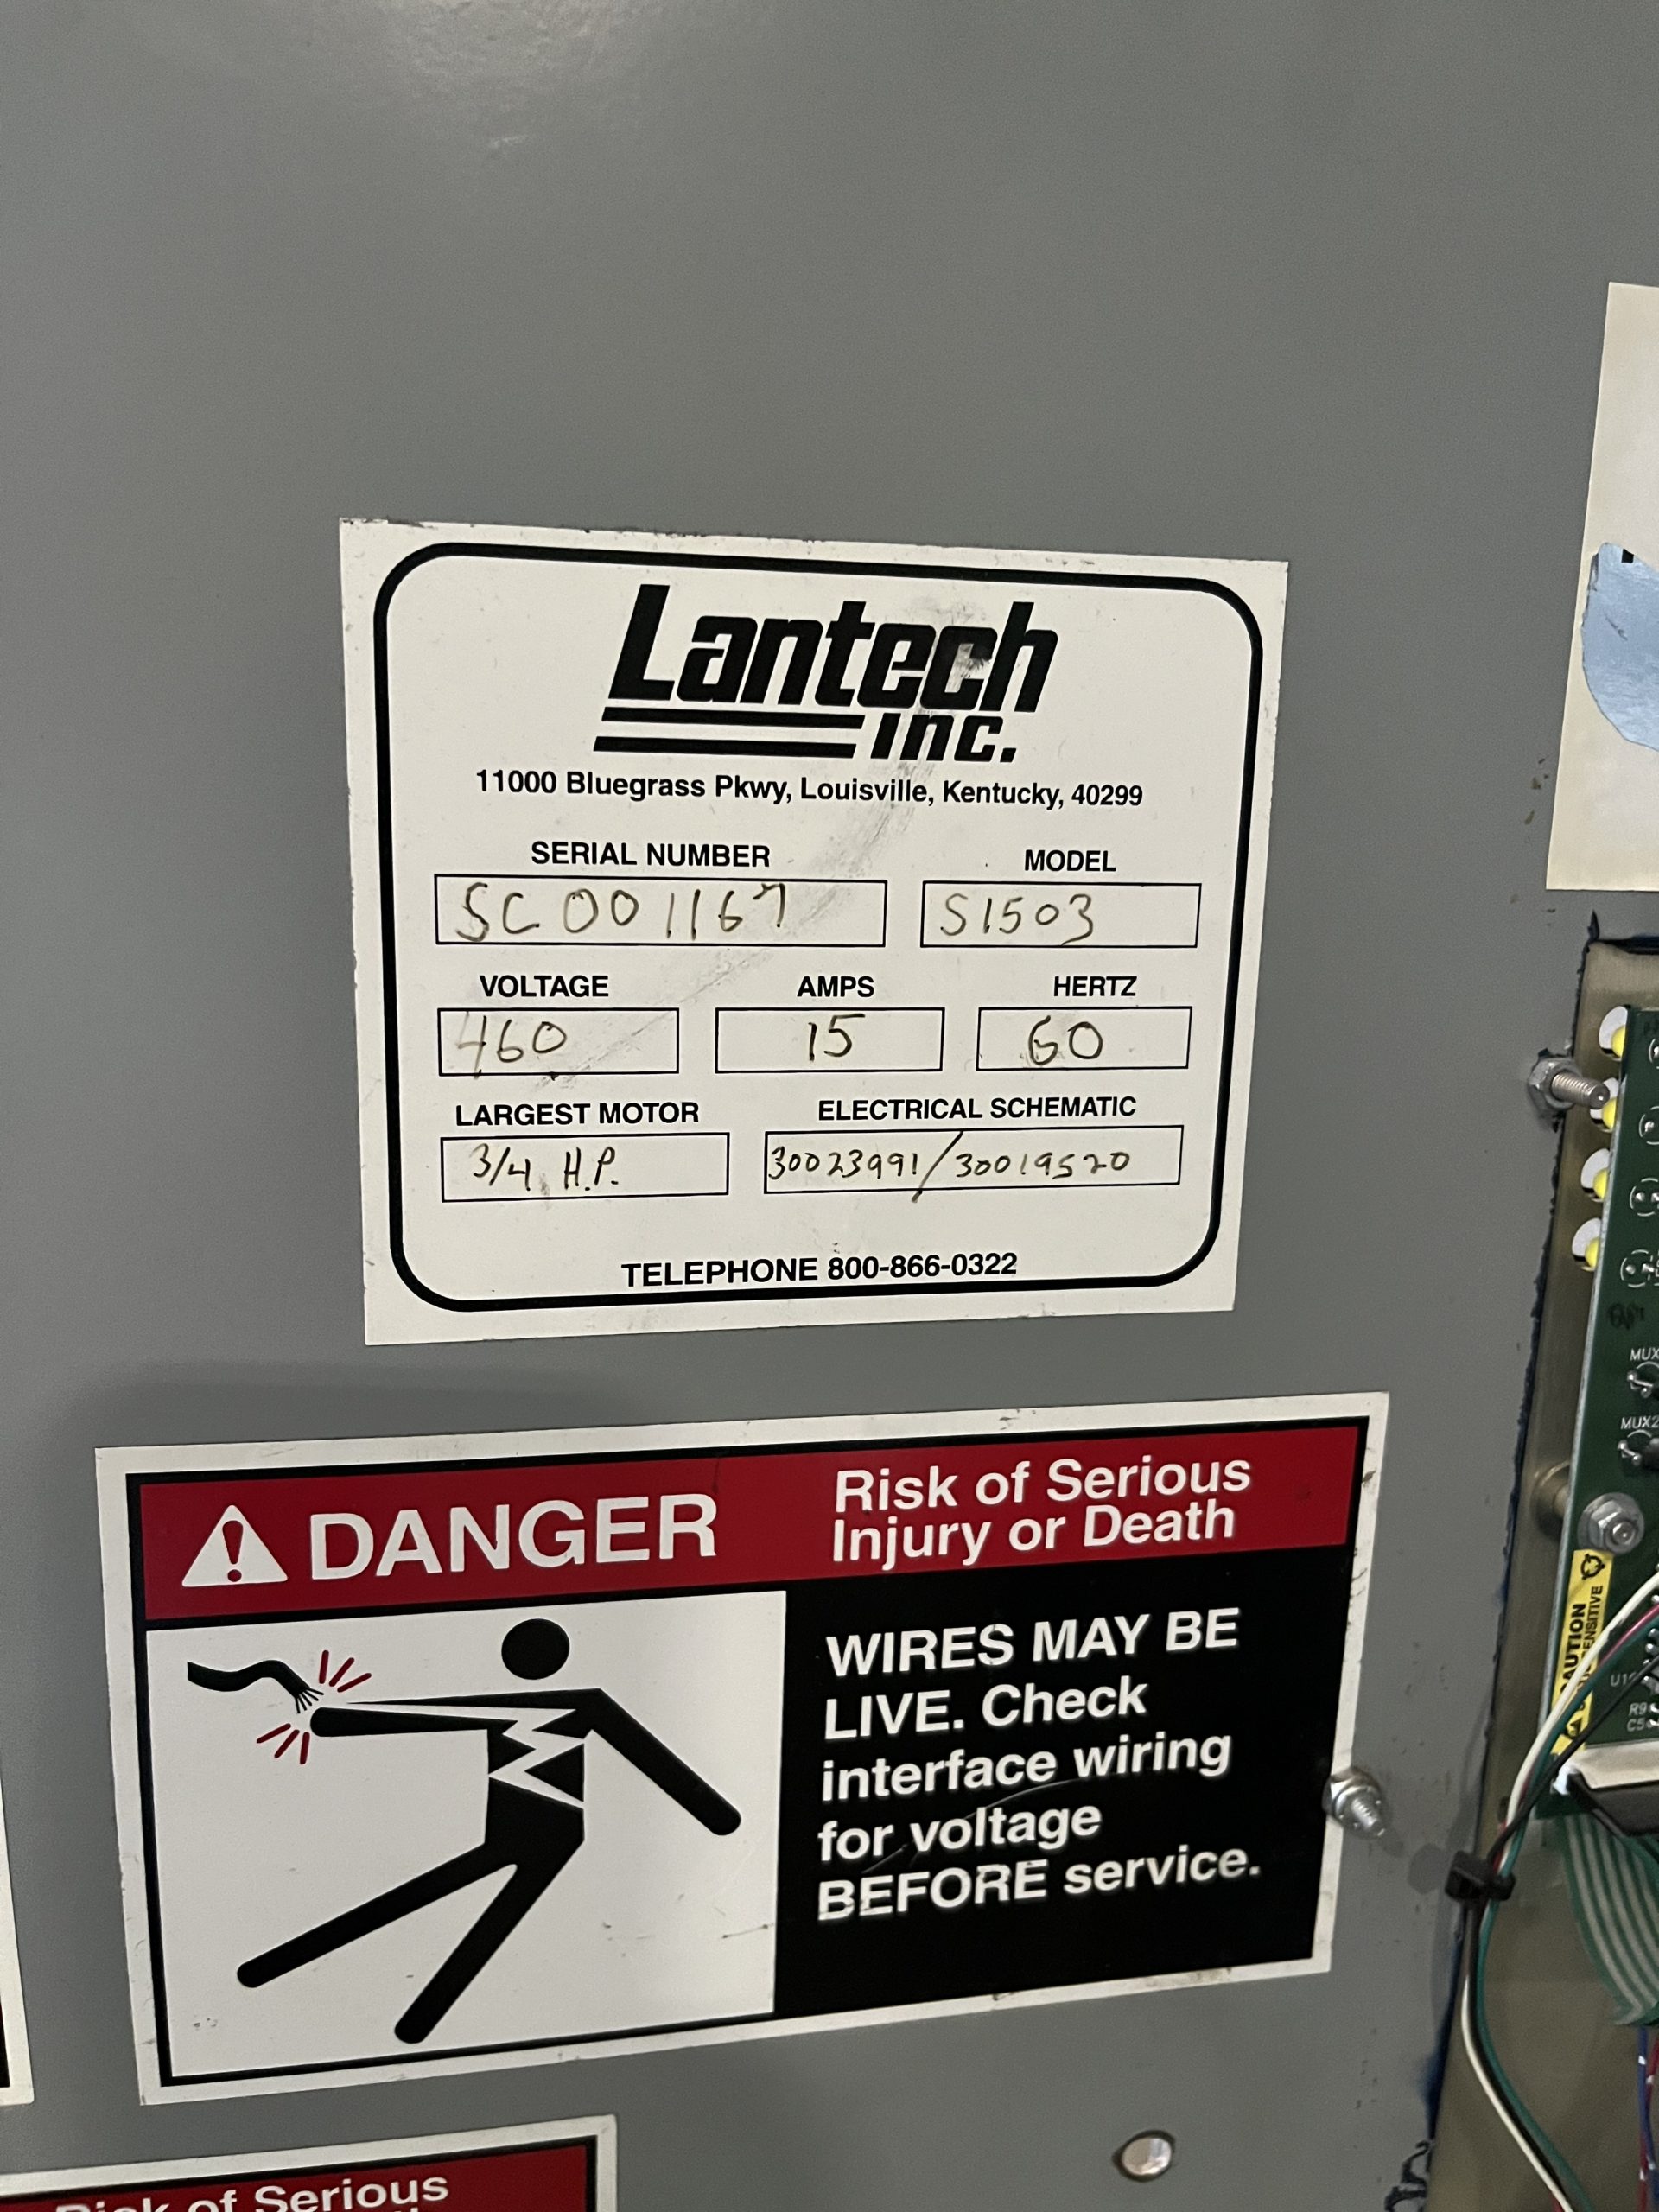 Lantech
inc.
11000 Bluegrass Pkwy, Louisville, Kentucky, 40299
SERIAL NUMBER MODEL
SC001167 S1503
VOLTAGE AMPS HERTZ
460 15 60
LARGEST MOTOR ELECTRICAL SCHEMATIC
3/4 H.P. 30023991/30019520
TELEPHONE 800-866-0322
DANGER
Risk of Serious
Injury or Death
WIRES MAY BE
LIVE. Check
interface wiring
for voltage
BEFORE service.
of Serious
MUX2